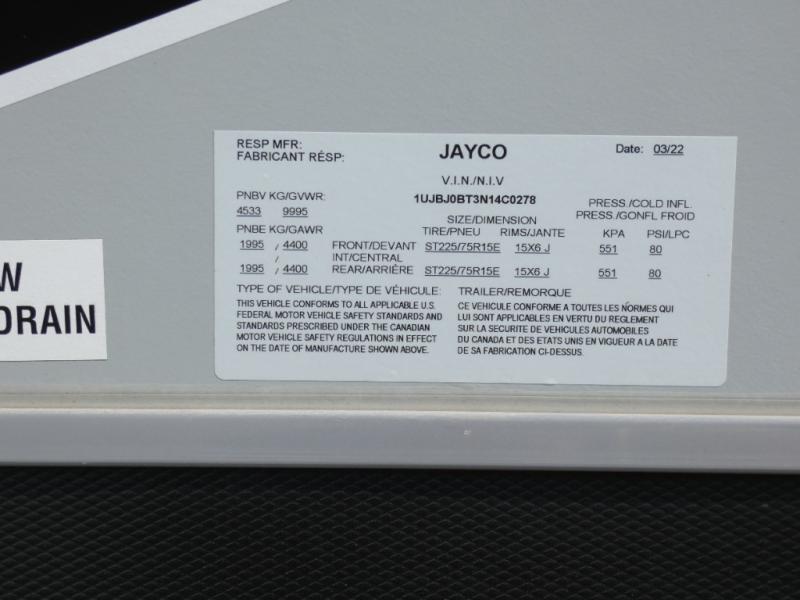 RESP MFR:
FABRICANT RÉSP:
JAYCO
Date: 03/22
V.I.N./N.I.V
1UJBJ0BT3N14C0278
PNBV KG/GVWR:
4533 9995
PRESS./COLD INFL.
PRESS./GONFL FROID
SIZE/DIMENSION
PNBE KG/GAWR TIRE/PNEU RIMS/JANTE KPA PSI/LPC
1995 / 4400 FRONT/DEVANT ST225/75R15E 15X6 J 551 80
/ INT/CENTRAL
1995 / 4400 REAR/ARRIÈRE ST225/75R15E 15X6 J 551 80
TYPE OF VEHICLE/TYPE DE VÉHICULE: TRAILER/REMORQUE
THIS VEHICLE CONFORMS TO ALL APPLICABLE U.S.
FEDERAL MOTOR VEHICLE SAFETY STANDARDS AND
STANDARDS PRESCRIBED UNDER THE CANADIAN
MOTOR VEHICLE SAFETY REGULATIONS IN EFFECT
ON THE DATE OF MANUFACTURE SHOWN ABOVE.
CE VEHICULE CONFORME A TOUTES LES NORMES QUI
LUI SONT APPLICABLES EN VERTU DU REGLEMENT
SUR LA SECURITE DE VEHICULES AUTOMOBILES
DU CANADA ET DES ETATS UNIS EN VIGUEUR A LA DATE
DE SA FABRICATION CI-DESSUS.
W
DRAIN